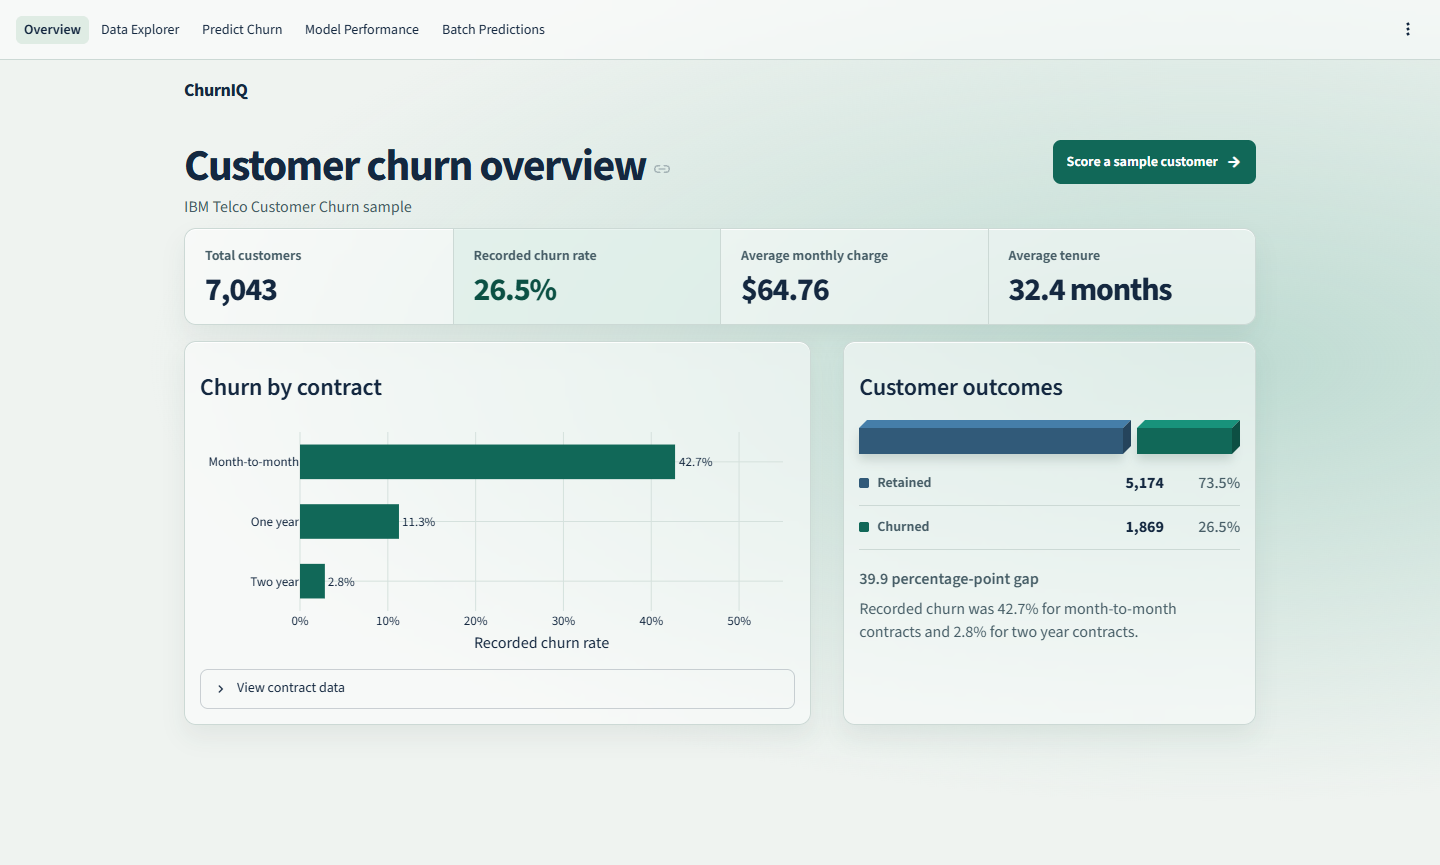 Overview Data Explorer Predict Churn Model Performance Batch Predictions
ChurnIQ
Customer churn overview
Score a sample customer
IBM Telco Customer Churn sample
Total customers
7,043
Recorded churn rate
26.5%
Average monthly charge
$64.76
Average tenure
32.4 months
Churn by contract
Month-to-month 42.7%
One year 11.3%
Two year 2.8%
0% 10% 20% 30% 40% 50%
Recorded churn rate
View contract data
Customer outcomes
Retained 5,174 73.5%
Churned 1,869 26.5%
39.9 percentage-point gap
Recorded churn was 42.7% for month-to-month
contracts and 2.8% for two year contracts.